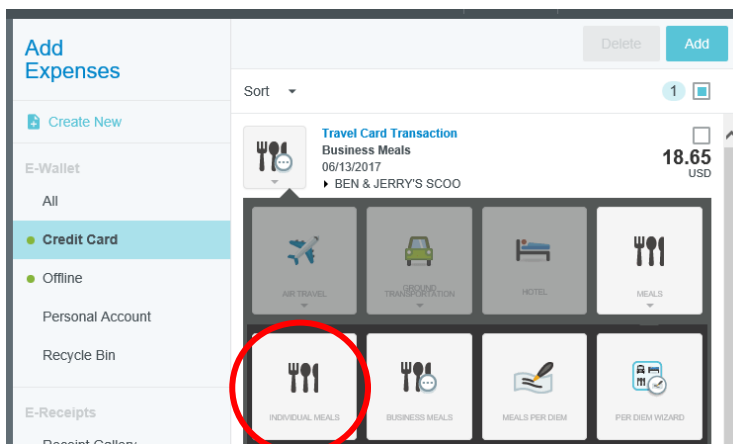 Add
Expenses
Delete
Add
Sort
1
Create New
E-Wallet
All
Credit Card
Offline
Personal Account
Recycle Bin
E-Receipts
Receipt Gallery
Travel Card Transaction
Business Meals
06/13/2017
BEN & JERRY'S SCOO
18.65
USD
AIR TRAVEL
GROUND
TRANSPORTATION
HOTEL
MEALS
INDIVIDUAL MEALS
BUSINESS MEALS
MEALS PER DIEM
PER DIEM WIZARD